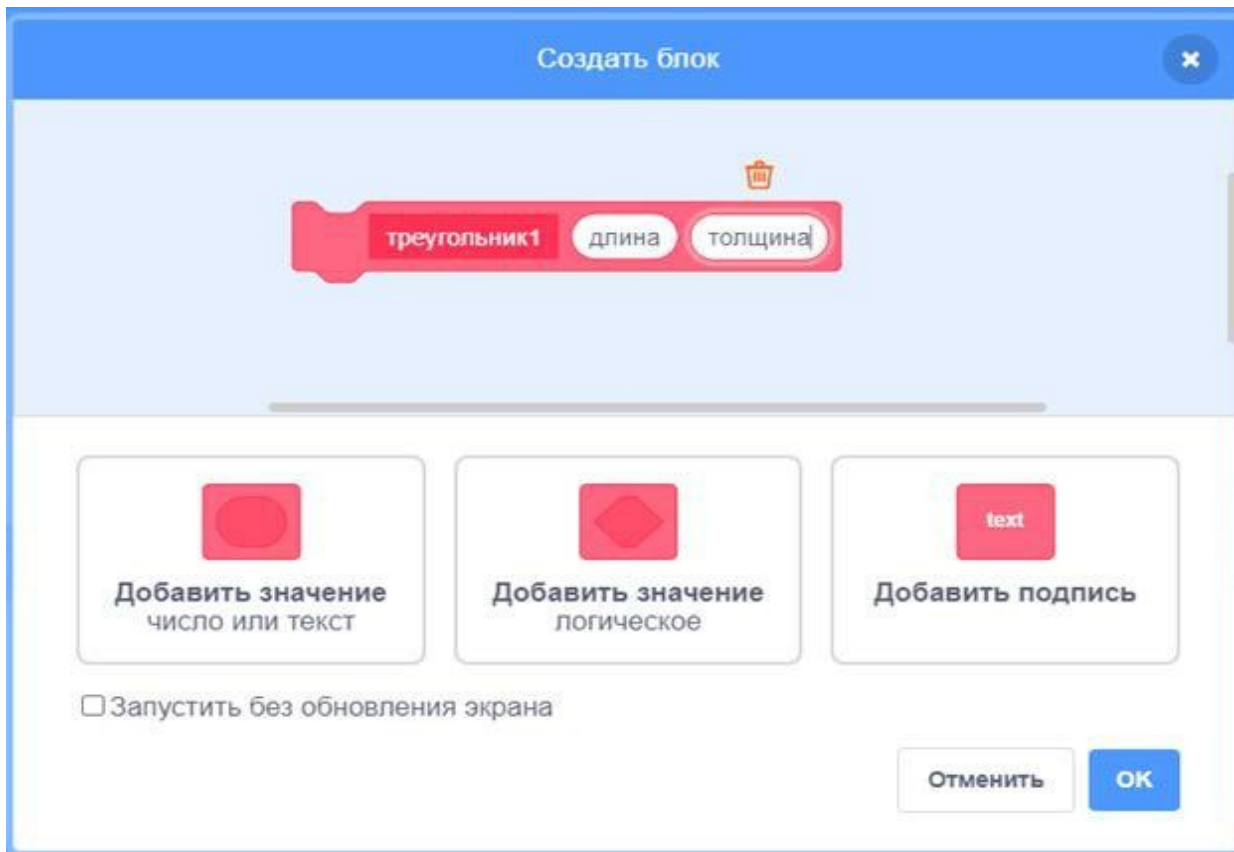 Создать блок
треугольник1 длина толщина
text
Добавить значение
число или текст
Добавить значение
логическое
Добавить подпись
Запустить без обновления экрана
Отменить
OK